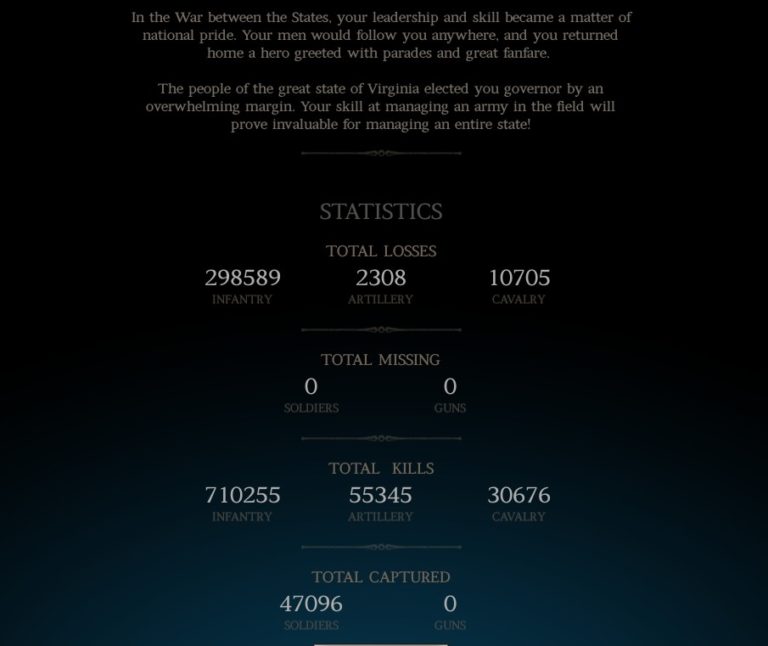 In the War between the States, your leadership and skill became a matter of
national pride. Your men would follow you anywhere, and you returned
home a hero greeted with parades and great fanfare.
The people of the great state of Virginia elected you governor by an
overwhelming margin. Your skill at managing an army in the field will
prove invaluable for managing an entire state!
STATISTICS
TOTAL LOSSES
298589 2308 10705
INFANTRY ARTILLERY CAVALRY
TOTAL MISSING
0 0
SOLDIERS GUNS
TOTAL KILLS
710255 55345 30676
INFANTRY ARTILLERY CAVALRY
TOTAL CAPTURED
47096 0
SOLDIERS GUNS